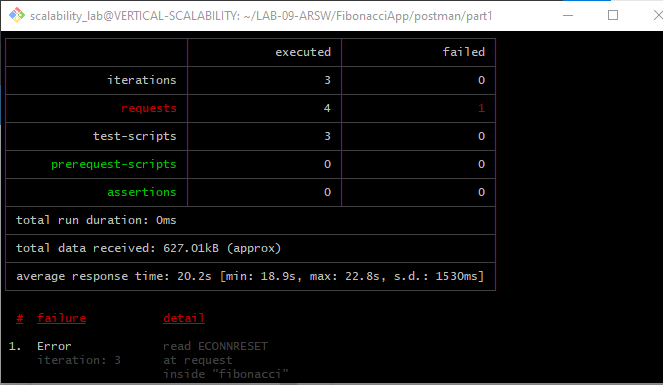 scalability_lab@VERTICAL-SCALABILITY: ~/LAB-09-ARSW/FibonacciApp/postman/part1
executed failed
iterations 3 0
requests 4 1
test-scripts 3 0
prerequest-scripts 0 0
assertions 0 0
total run duration: 0ms
total data received: 627.01kB (approx)
average response time: 20.2s [min: 18.9s, max: 22.8s, s.d.: 1530ms]
# failure detail
1. Error read ECONNRESET
iteration: 3 at request
inside "fibonacci"